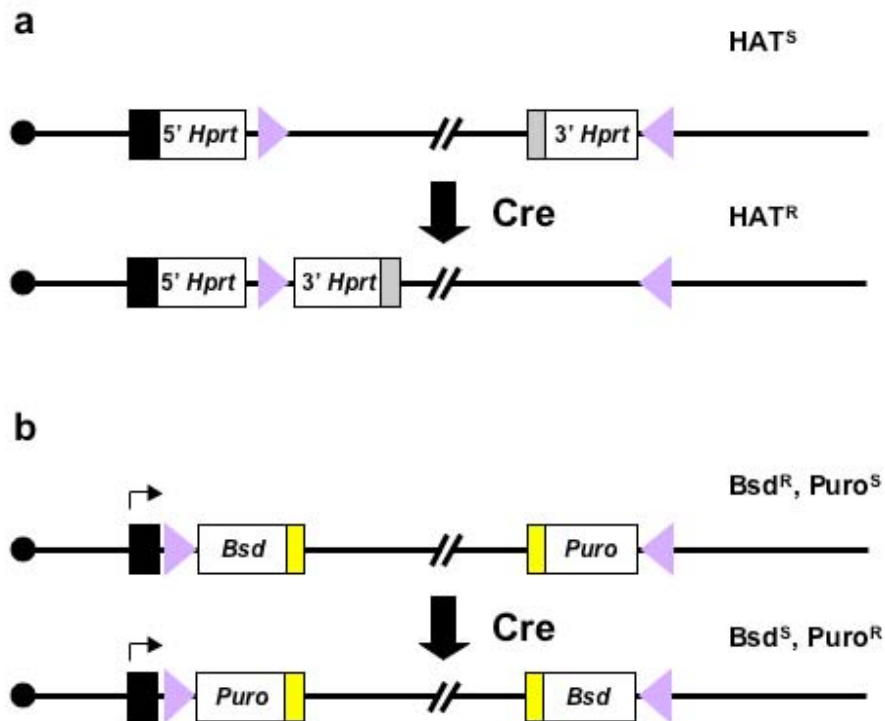 a
HATˢ
5’ Hprt
3’ Hprt
Cre
HATᴿ
5’ Hprt 3’ Hprt
b
Bsdᴿ, Puroˢ
Bsd
Puro
Cre
Bsdˢ, Puroᴿ
Puro
Bsd